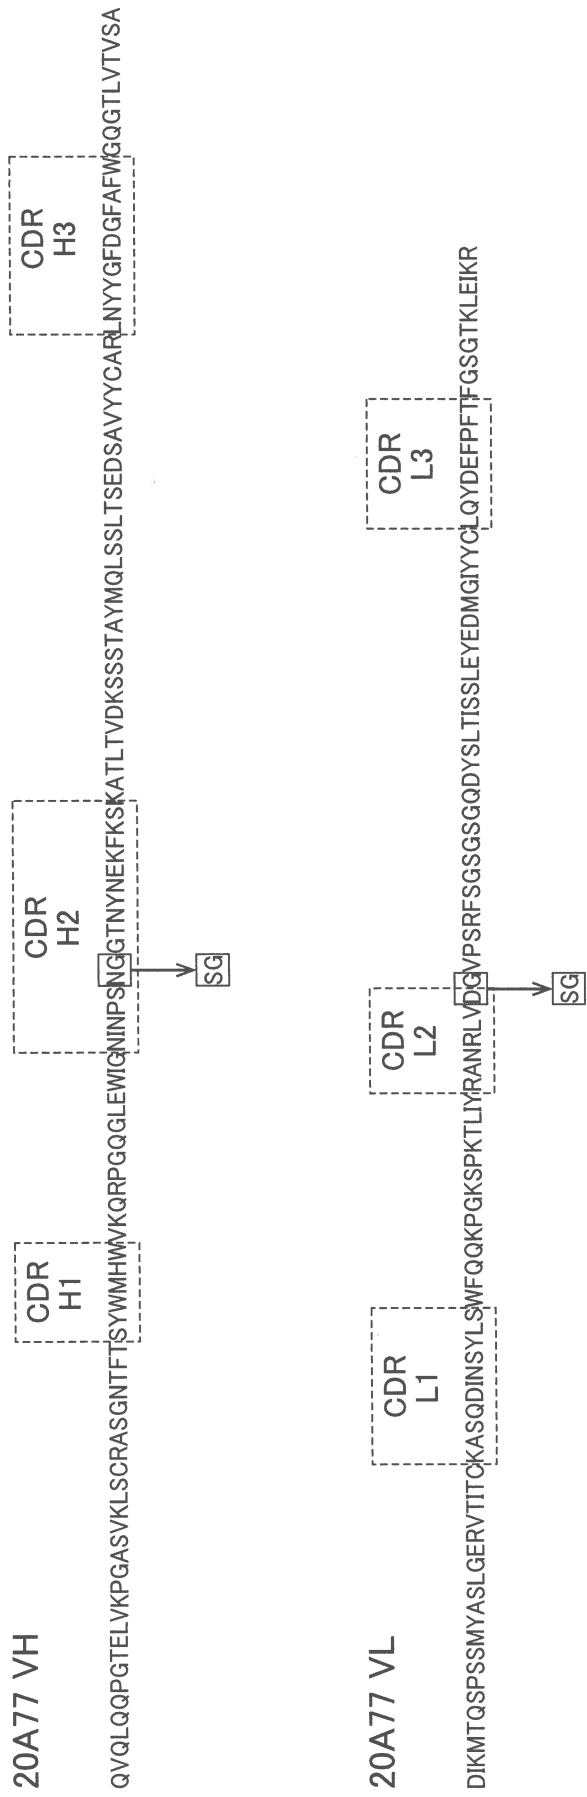 20A77 VH
CDR
H1
CDR
H2
CDR
H3
QVQLQQPGTELVKPGASVKLSCRASGNTFTSYWMHWVKQRPGQGLEWIGNINPSNGGTNYNEKFKSKATLTVDKSSSTAYMQLSSLTSEDSAVYYCARLNYYGFDGFAFWGQGTLVTVSA
SG
20A77 VL
CDR
L1
CDR
L2
CDR
L3
DIKMTQSPSSMYASLGERVTITCKASQDINSYLSWFQQKPGKSPKTLIYRANRLVDGVPSRFSGSGSGQDYSLTISSLEYEDMGIYYCLQYDEFPFTFGSGTKLEIKR
SG